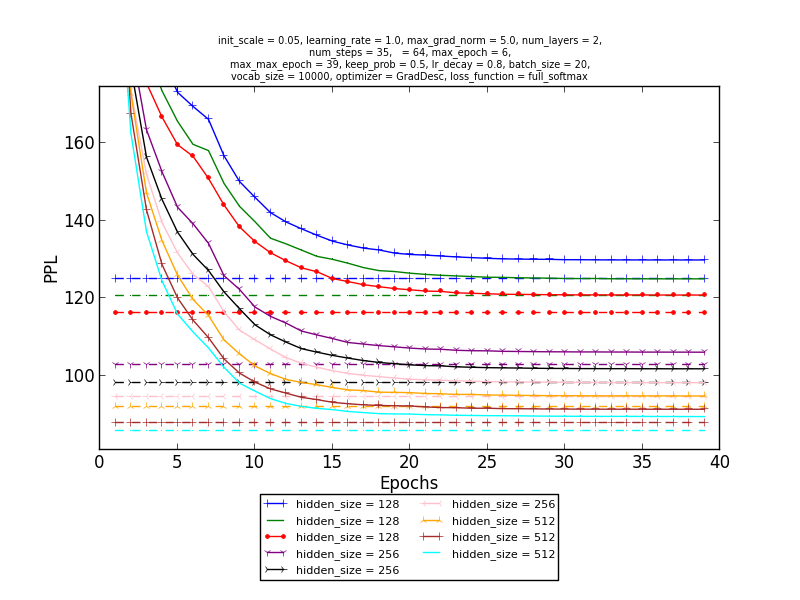 init_scale = 0.05, learning_rate = 1.0, max_grad_norm = 5.0, num_layers = 2,
num_steps = 35,   = 64, max_epoch = 6,
max_max_epoch = 39, keep_prob = 0.5, lr_decay = 0.8, batch_size = 20,
vocab_size = 10000, optimizer = GradDesc, loss_function = full_softmax
160
140
120
100
PPL
0 5 10 15 20 25 30 35 40
Epochs
hidden_size = 128
hidden_size = 128
hidden_size = 128
hidden_size = 256
hidden_size = 256
hidden_size = 256
hidden_size = 512
hidden_size = 512
hidden_size = 512